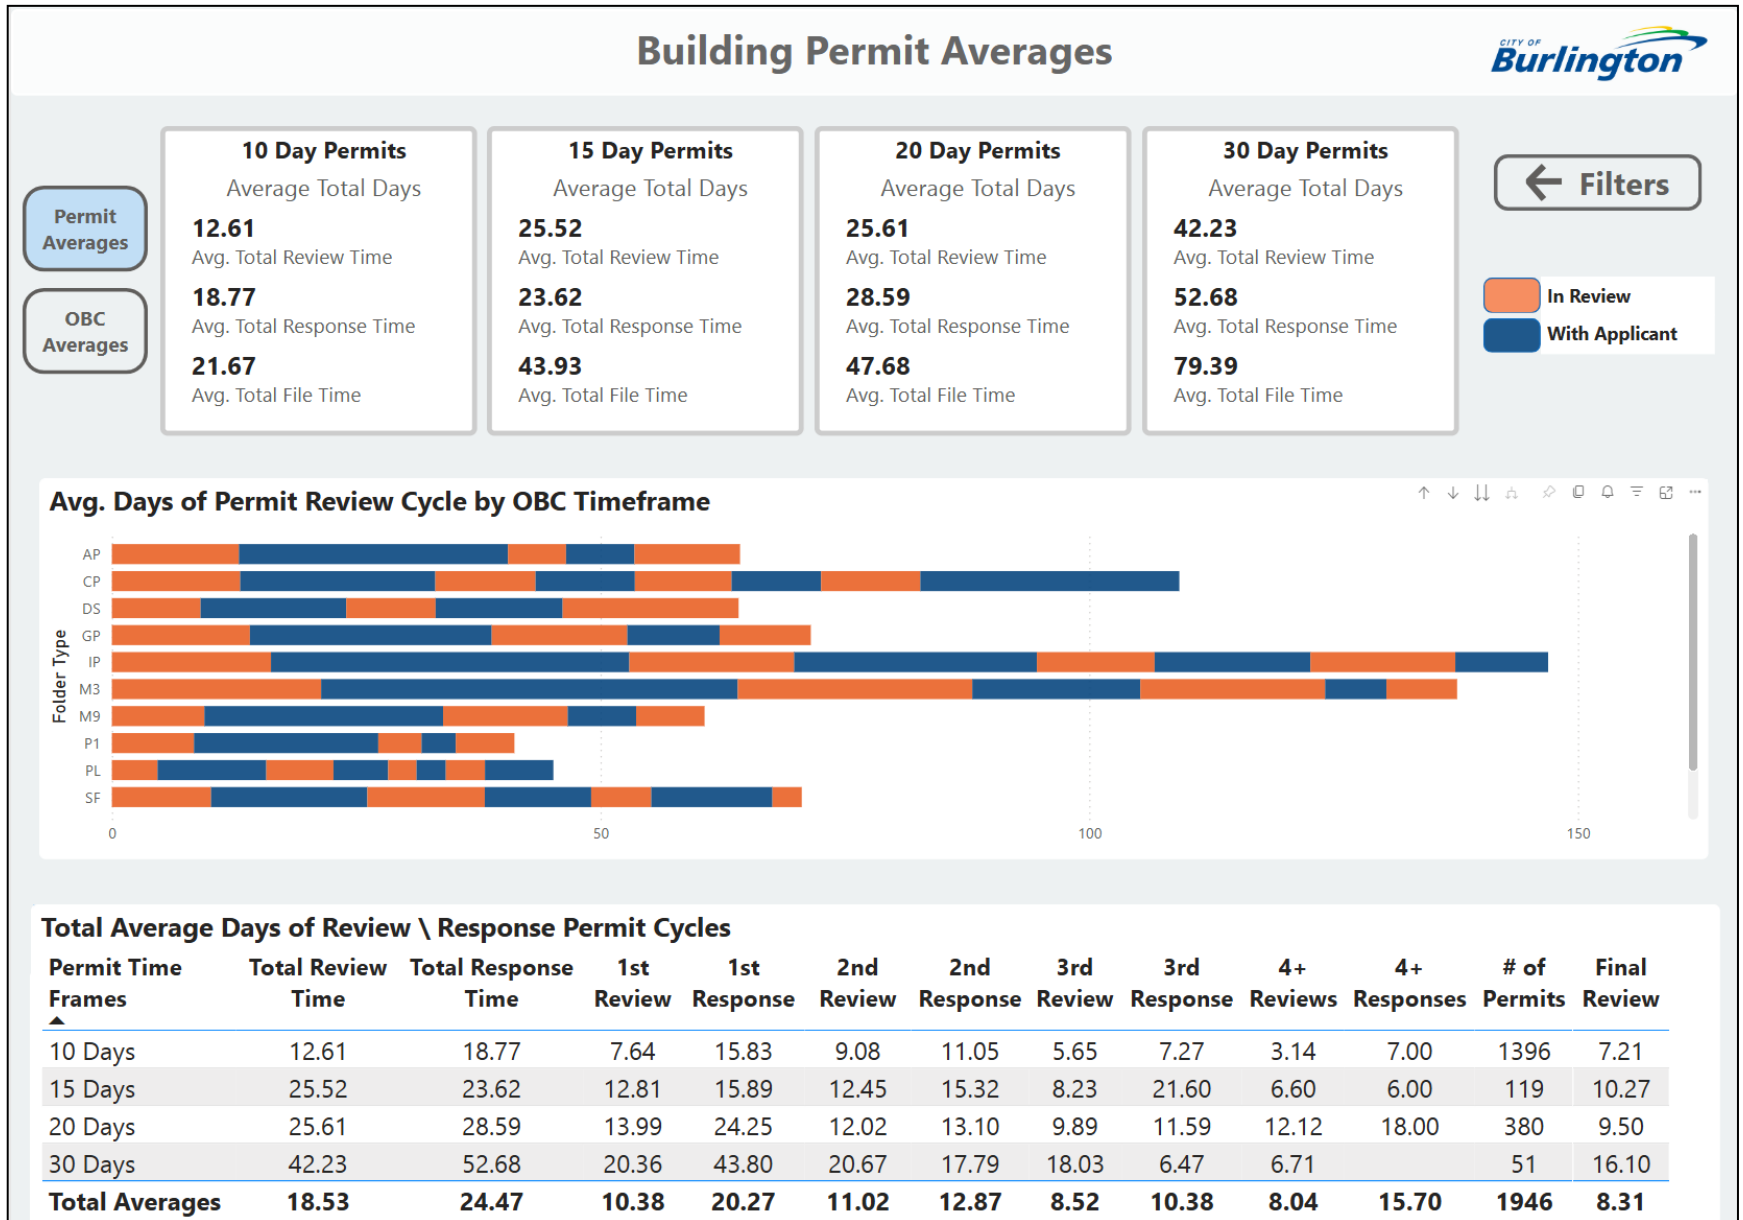 Building Permit Averages
CITY OF
Burlington
Permit
Averages
OBC
Averages
10 Day Permits
Average Total Days
12.61
Avg. Total Review Time
18.77
Avg. Total Response Time
21.67
Avg. Total File Time
15 Day Permits
Average Total Days
25.52
Avg. Total Review Time
23.62
Avg. Total Response Time
43.93
Avg. Total File Time
20 Day Permits
Average Total Days
25.61
Avg. Total Review Time
28.59
Avg. Total Response Time
47.68
Avg. Total File Time
30 Day Permits
Average Total Days
42.23
Avg. Total Review Time
52.68
Avg. Total Response Time
79.39
Avg. Total File Time
Filters
In Review
With Applicant
Avg. Days of Permit Review Cycle by OBC Timeframe
Folder Type
AP
CP
DS
GP
IP
M3
M9
P1
PL
SF
0 50 100 150
Total Average Days of Review \ Response Permit Cycles
Permit Time Total Review Total Response 1st 1st 2nd 2nd 3rd 3rd 4+ 4+ # of Final
Frames Time Time Review Response Review Response Review Response Reviews Responses Permits Review
10 Days 12.61 18.77 7.64 15.83 9.08 11.05 5.65 7.27 3.14 7.00 1396 7.21
15 Days 25.52 23.62 12.81 15.89 12.45 15.32 8.23 21.60 6.60 6.00 119 10.27
20 Days 25.61 28.59 13.99 24.25 12.02 13.10 9.89 11.59 12.12 18.00 380 9.50
30 Days 42.23 52.68 20.36 43.80 20.67 17.79 18.03 6.47 6.71 51 16.10
Total Averages 18.53 24.47 10.38 20.27 11.02 12.87 8.52 10.38 8.04 15.70 1946 8.31